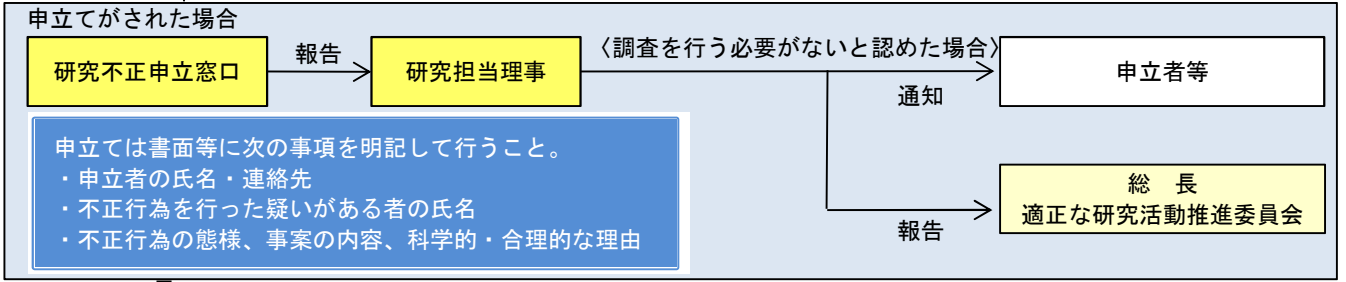 申立てがされた場合
研究不正申立窓口
報告
研究担当理事
〈調査を行う必要がないと認めた場合〉
通知
申立者等
申立ては書面等に次の事項を明記して行うこと。
・申立者の氏名・連絡先
・不正行為を行った疑いがある者の氏名
・不正行為の態様、事案の内容、科学的・合理的な理由
報告
総　長
適正な研究活動推進委員会